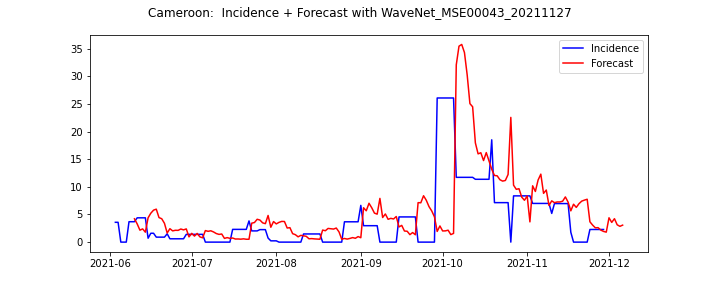 Cameroon:  Incidence + Forecast with WaveNet_MSE00043_20211127
Incidence
Forecast
35
30
25
20
15
10
5
0
2021-06 2021-07 2021-08 2021-09 2021-10 2021-11 2021-12